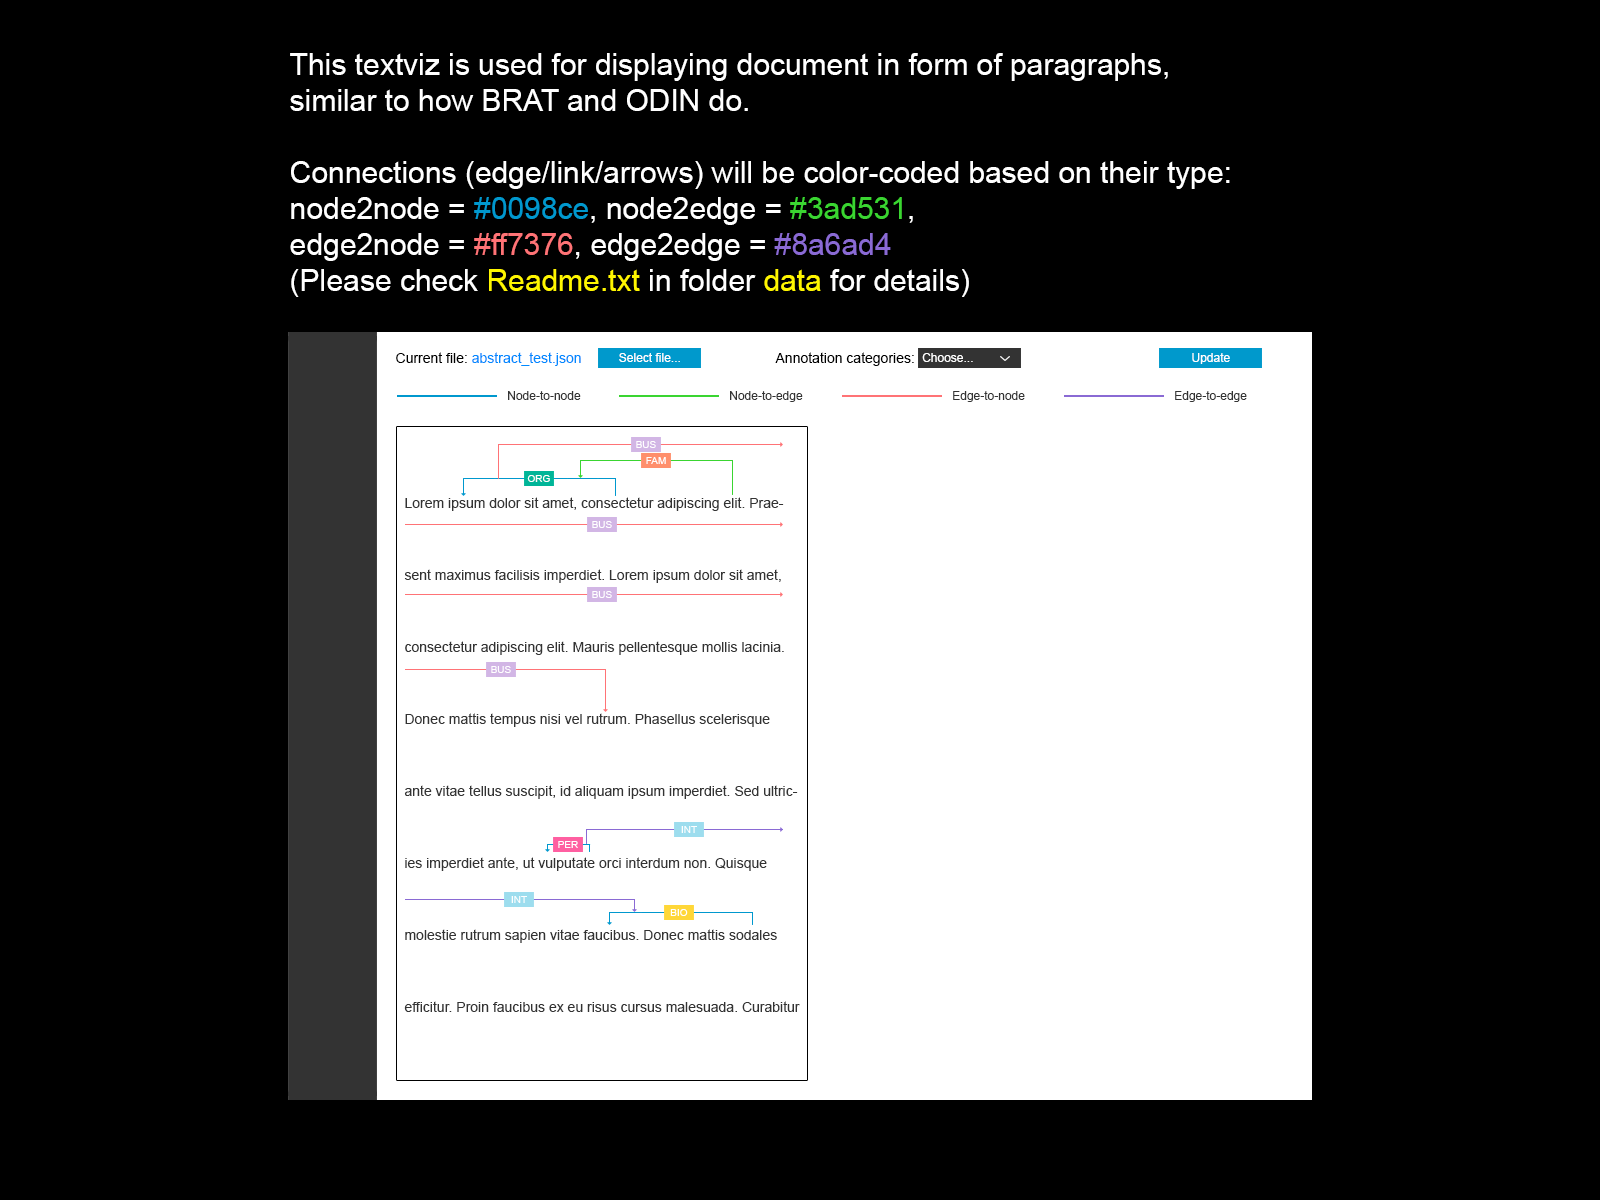 This textviz is used for displaying document in form of paragraphs,
similar to how BRAT and ODIN do.
Connections (edge/link/arrows) will be color-coded based on their type:
node2node = #0098ce, node2edge = #3ad531,
edge2node = #ff7376, edge2edge = #8a6ad4
(Please check Readme.txt in folder data for details)
Current file: abstract_test.json Select file... Annotation categories: Choose... Update
Node-to-node Node-to-edge Edge-to-node Edge-to-edge
BUS
FAM
ORG
Lorem ipsum dolor sit amet, consectetur adipiscing elit. Prae-
BUS
sent maximus facilisis imperdiet. Lorem ipsum dolor sit amet,
BUS
consectetur adipiscing elit. Mauris pellentesque mollis lacinia.
BUS
Donec mattis tempus nisi vel rutrum. Phasellus scelerisque
ante vitae tellus suscipit, id aliquam ipsum imperdiet. Sed ultric-
INT
PER
ies imperdiet ante, ut vulputate orci interdum non. Quisque
INT
BIO
molestie rutrum sapien vitae faucibus. Donec mattis sodales
efficitur. Proin faucibus ex eu risus cursus malesuada. Curabitur